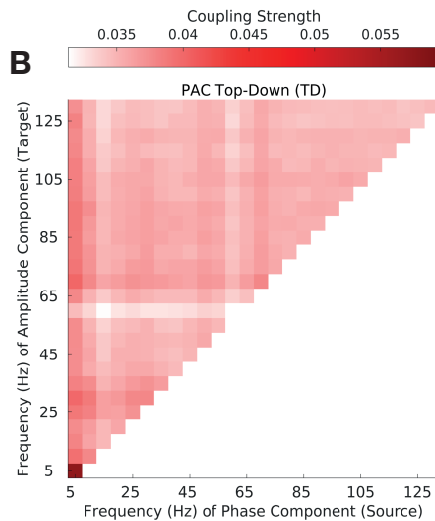 Coupling Strength
0.035 0.04 0.045 0.05 0.055
B
PAC Top-Down (TD)
Frequency (Hz) of Amplitude Component (Target)
125
105
85
65
45
25
5
5 25 45 65 85 105 125
Frequency (Hz) of Phase Component (Source)